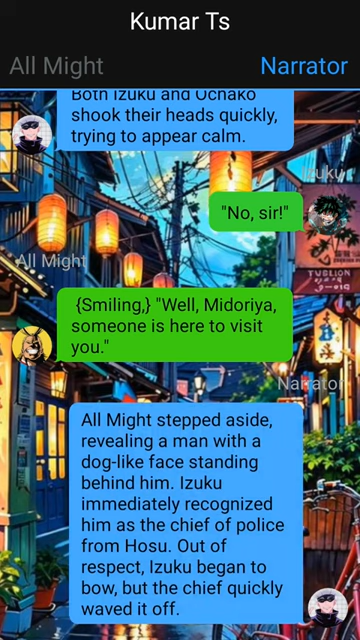 Kumar Ts
All Might
Narrator
Both Izuku and Ochako
shook their heads quickly,
trying to appear calm.
Izuku
"No, sir!"
All Might
{Smiling,} "Well, Midoriya,
someone is here to visit
you."
Narrator
All Might stepped aside,
revealing a man with a
dog-like face standing
behind him. Izuku
immediately recognized
him as the chief of police
from Hosu. Out of
respect, Izuku began to
bow, but the chief quickly
waved it off.